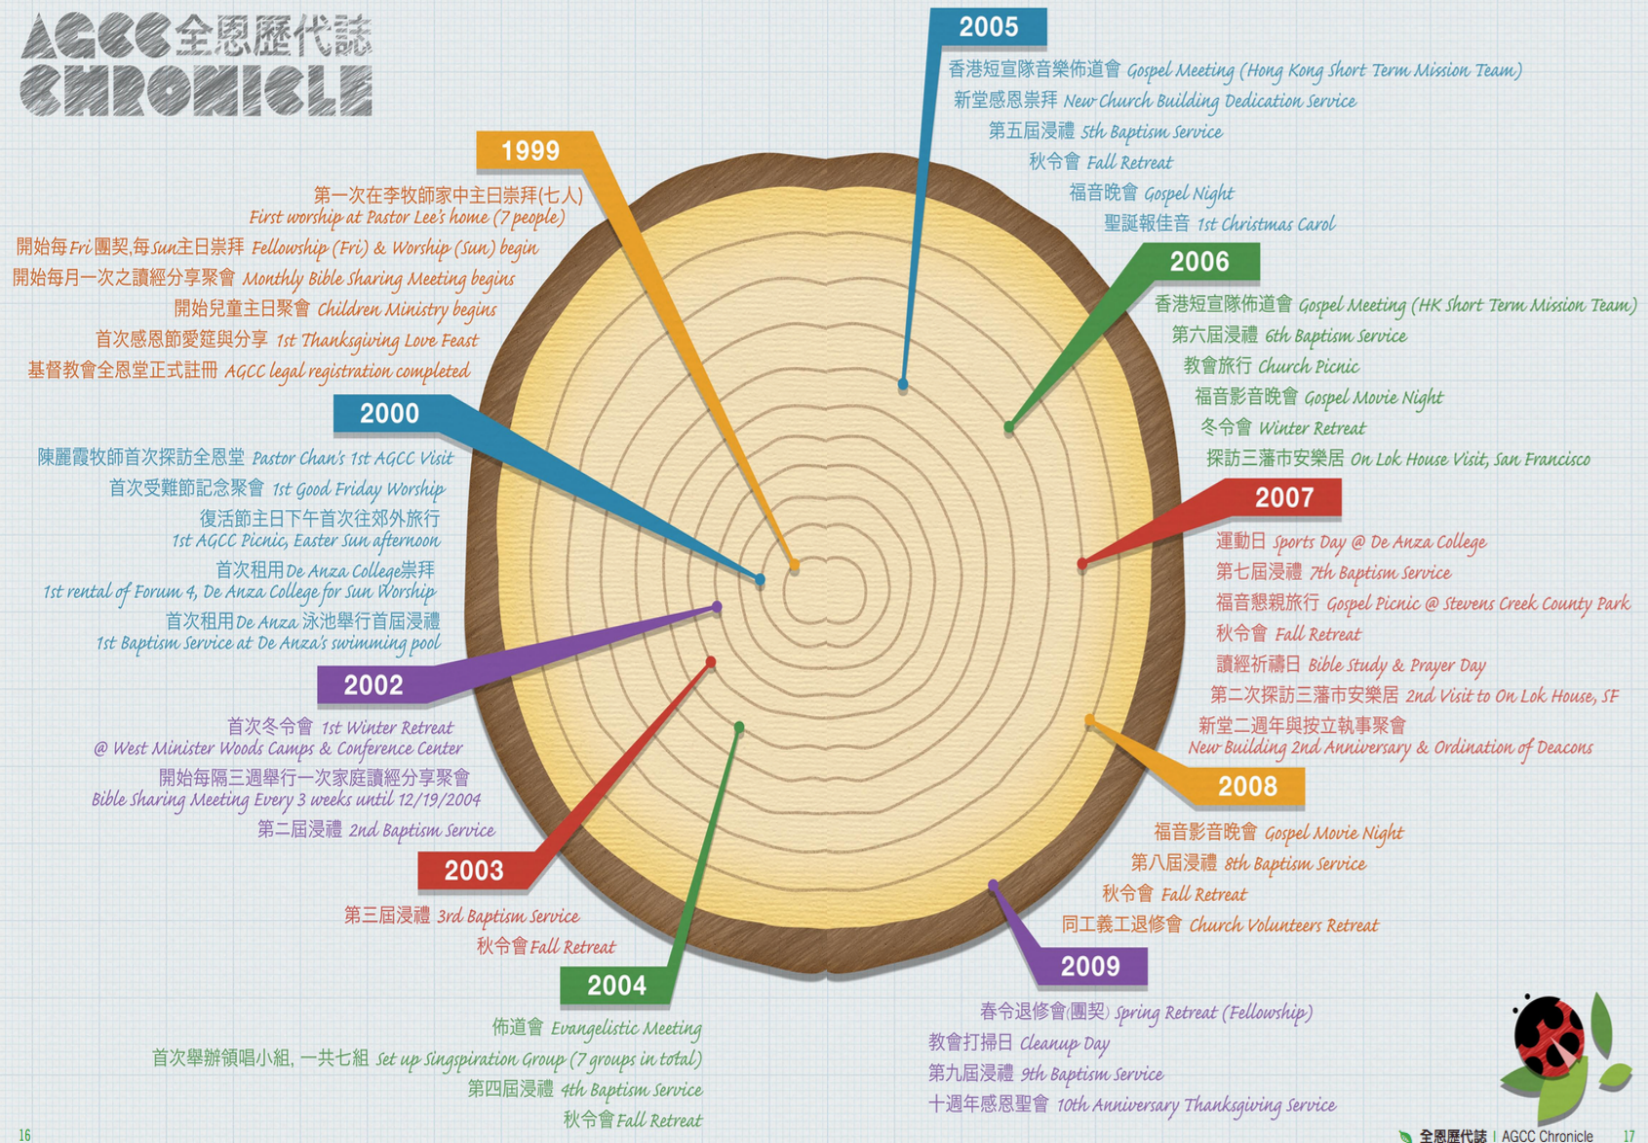 AGCC全恩歷代誌
CHRONICLE
1999
第一次在李牧師家中主日崇拜(七人)
First worship at Pastor Lee's home (7 people)
開始每Fri團契,每Sun主日崇拜 Fellowship (Fri) & Worship (Sun) begin
開始每月一次之讀經分享聚會 Monthly Bible Sharing Meeting begins
開始兒童主日聚會 Children Ministry begins
首次感恩節愛筵與分享 1st Thanksgiving Love Feast
基督教會全恩堂正式註冊 AGCC legal registration completed
2000
陳麗霞牧師首次探訪全恩堂 Pastor Chan's 1st AGCC Visit
首次受難節記念聚會 1st Good Friday Worship
復活節主日下午首次往郊外旅行
1st AGCC Picnic, Easter Sun afternoon
首次租用De Anza College崇拜
1st rental of Forum 4, De Anza College for Sun Worship
首次租用De Anza 泳池舉行首屆浸禮
1st Baptism Service at De Anza's swimming pool
2002
首次冬令會 1st Winter Retreat
@ West Minister Woods Camps & Conference Center
開始每隔三週舉行一次家庭讀經分享聚會
Bible Sharing Meeting Every 3 weeks until 12/19/2004
第二屆浸禮 2nd Baptism Service
2003
第三屆浸禮 3rd Baptism Service
秋令會Fall Retreat
2004
佈道會 Evangelistic Meeting
首次舉辦領唱小組, 一共七組 Set up Singspiration Group (7 groups in total)
第四屆浸禮 4th Baptism Service
秋令會Fall Retreat
2005
香港短宣隊音樂佈道會 Gospel Meeting (Hong Kong Short Term Mission Team)
新堂感恩崇拜 New Church Building Dedication Service
第五屆浸禮 5th Baptism Service
秋令會 Fall Retreat
福音晚會 Gospel Night
聖誕報佳音 1st Christmas Carol
2006
香港短宣隊佈道會 Gospel Meeting (HK Short Term Mission Team)
第六屆浸禮 6th Baptism Service
教會旅行 Church Picnic
福音影音晚會 Gospel Movie Night
冬令會 Winter Retreat
探訪三藩市安樂居 On Lok House Visit, San Francisco
2007
運動日 Sports Day @ De Anza College
第七屆浸禮 7th Baptism Service
福音懇親旅行 Gospel Picnic @ Stevens Creek County Park
秋令會 Fall Retreat
讀經祈禱日 Bible Study & Prayer Day
第二次探訪三藩市安樂居 2nd Visit to On Lok House, SF
新堂二週年與按立執事聚會
New Building 2nd Anniversary & Ordination of Deacons
2008
福音影音晚會 Gospel Movie Night
第八屆浸禮 8th Baptism Service
秋令會 Fall Retreat
同工義工退修會 Church Volunteers Retreat
2009
春令退修會(團契) Spring Retreat (Fellowship)
教會打掃日 Cleanup Day
第九屆浸禮 9th Baptism Service
十週年感恩聖會 10th Anniversary Thanksgiving Service
16
全恩歷代誌 | AGCC Chronicle 17